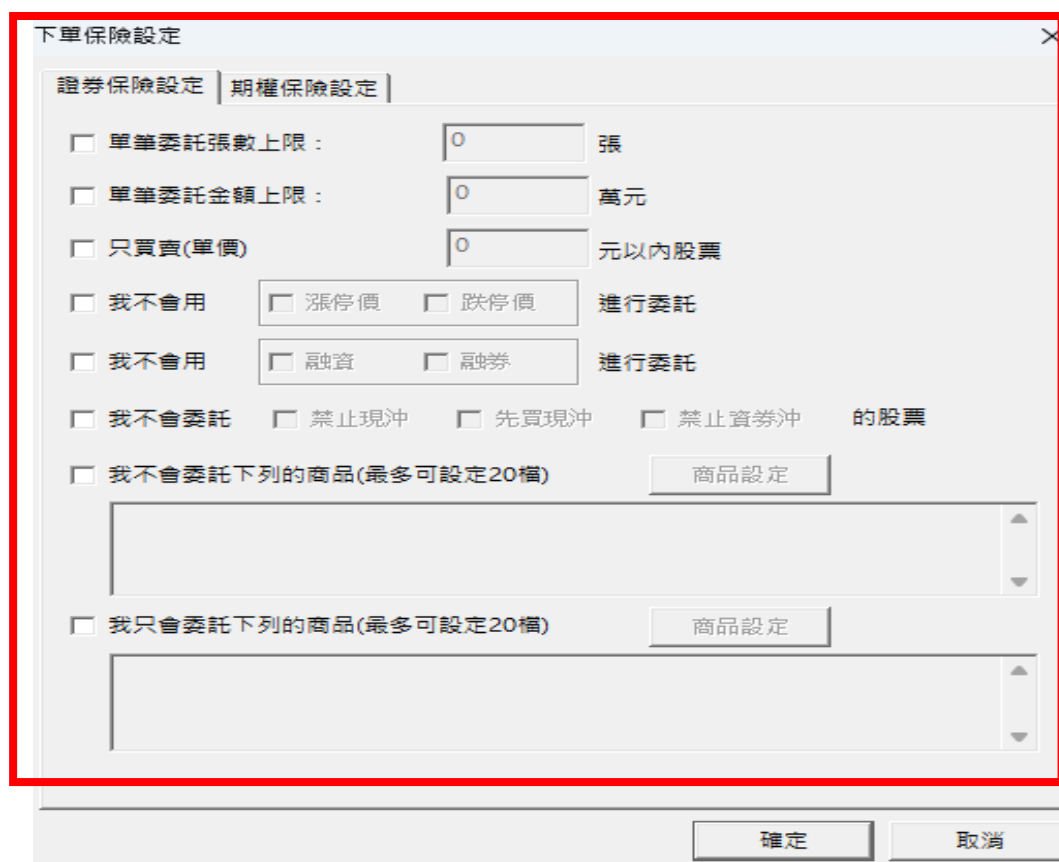 下單保險設定
證券保險設定 期權保險設定
單筆委託張數上限： 0 張
單筆委託金額上限： 0 萬元
只買賣(單價) 0 元以內股票
我不會用 漲停價 跌停價 進行委託
我不會用 融資 融券 進行委託
我不會委託 禁止現沖 先買現沖 禁止資券沖 的股票
我不會委託下列的商品(最多可設定20檔) 商品設定
我只會委託下列的商品(最多可設定20檔) 商品設定
確定 取消